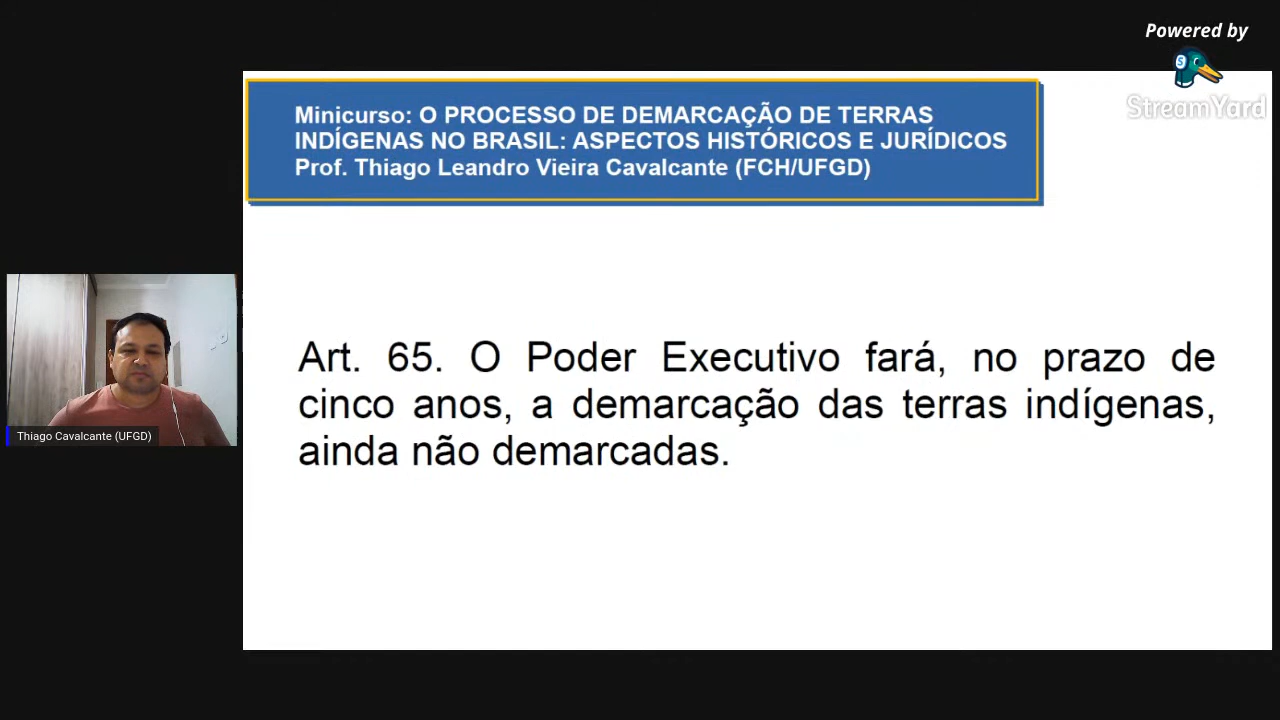 Powered by
StreamYard
Minicurso: O PROCESSO DE DEMARCAÇÃO DE TERRAS
INDÍGENAS NO BRASIL: ASPECTOS HISTÓRICOS E JURÍDICOS
Prof. Thiago Leandro Vieira Cavalcante (FCH/UFGD)
Art. 65. O Poder Executivo fará, no prazo de
cinco anos, a demarcação das terras indígenas,
ainda não demarcadas.
Thiago Cavalcante (UFGD)